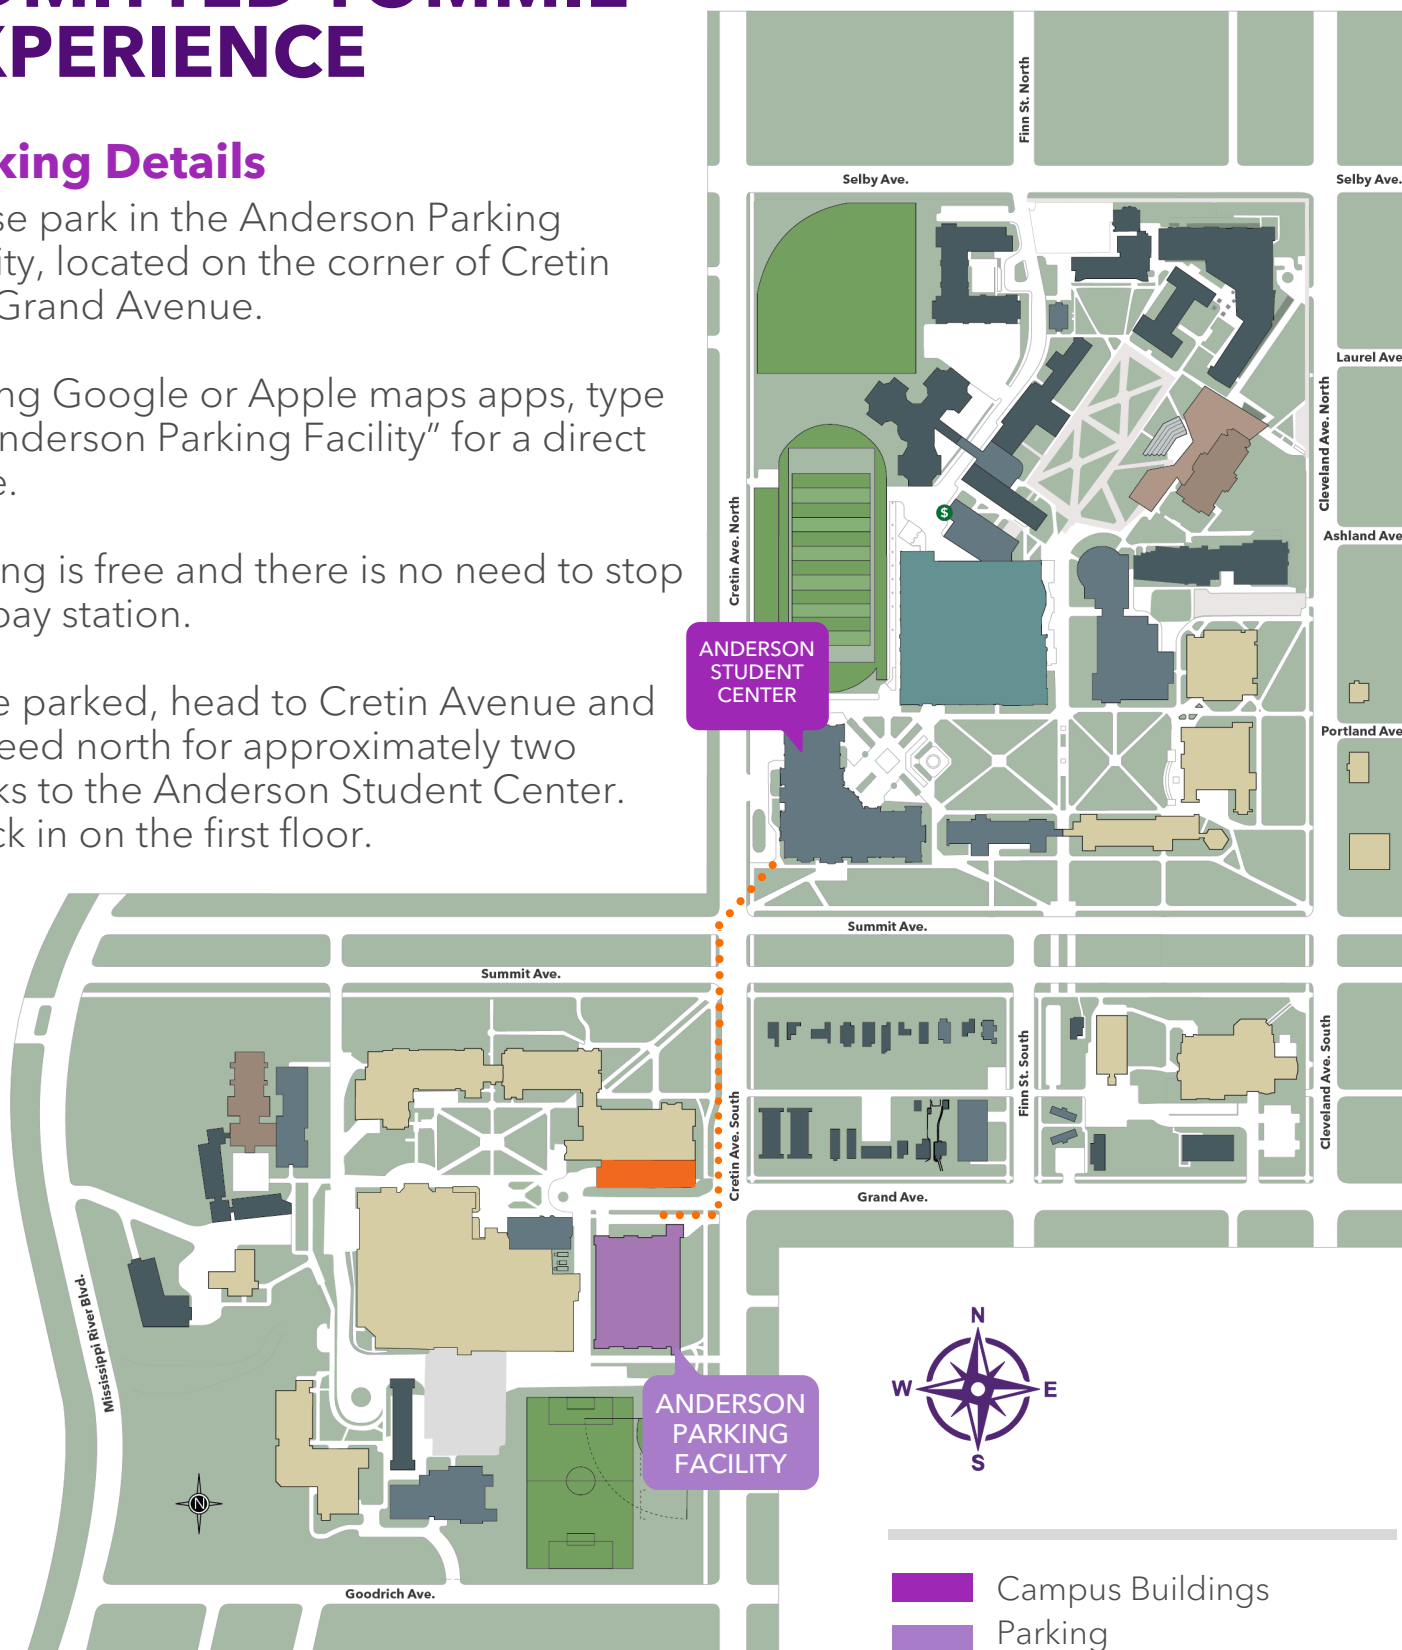 XPERIENCE
king Details
se park in the Anderson Parking
ity, located on the corner of Cretin
Grand Avenue.
ng Google or Apple maps apps, type
nderson Parking Facility” for a direct
e.
ng is free and there is no need to stop
pay station.
e parked, head to Cretin Avenue and
eed north for approximately two
ks to the Anderson Student Center.
ck in on the first floor.
Finn St. North
Selby Ave.
Selby Ave.
Laurel Ave
Cleveland Ave. North
Cretin Ave. North
$
Ashland Ave
ANDERSON
STUDENT
CENTER
Portland Ave
Summit Ave.
Summit Ave.
Finn St. South
Cleveland Ave. South
Cretin Ave. South
Grand Ave.
Mississippi River Blvd.
ANDERSON
PARKING
FACILITY
N
W
E
S
N
Goodrich Ave.
Campus Buildings
Parking